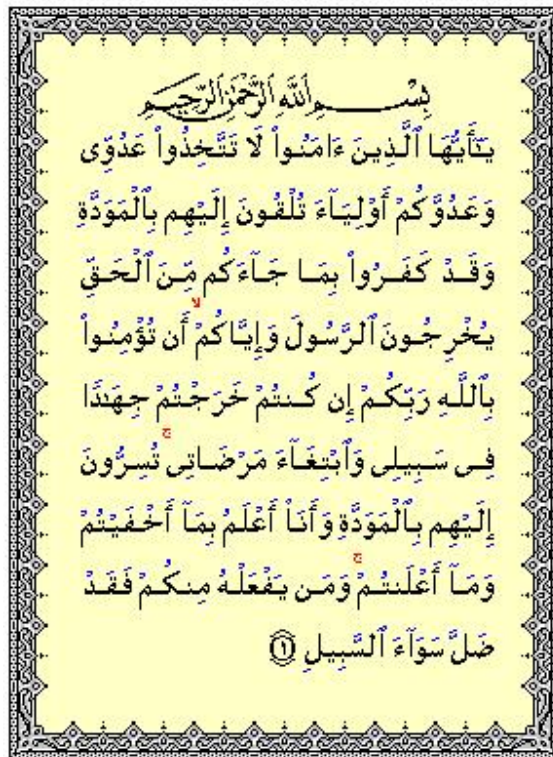 بِسْمِ ٱللَّهِ ٱلرَّحْمَٰنِ ٱلرَّحِيمِ
يَـٰٓأَيُّهَا ٱلَّذِينَ ءَامَنُوا۟ لَا تَتَّخِذُوا۟ عَدُوِّى
وَعَدُوَّكُمْ أَوْلِيَآءَ تُلْقُونَ إِلَيْهِم بِٱلْمَوَدَّةِ
وَقَدْ كَفَرُوا۟ بِمَا جَآءَكُم مِّنَ ٱلْحَقِّ
يُخْرِجُونَ ٱلرَّسُولَ وَإِيَّاكُمْ ۙ أَن تُؤْمِنُوا۟
بِٱللَّهِ رَبِّكُمْ إِن كُنتُمْ خَرَجْتُمْ جِهَـٰدًا
فِى سَبِيلِى وَٱبْتِغَآءَ مَرْضَاتِى ۚ تُسِرُّونَ
إِلَيْهِم بِٱلْمَوَدَّةِ وَأَنَا۠ أَعْلَمُ بِمَآ أَخْفَيْتُمْ
وَمَآ أَعْلَنتُمْ ۚ وَمَن يَفْعَلْهُ مِنكُمْ فَقَدْ
ضَلَّ سَوَآءَ ٱلسَّبِيلِ ١